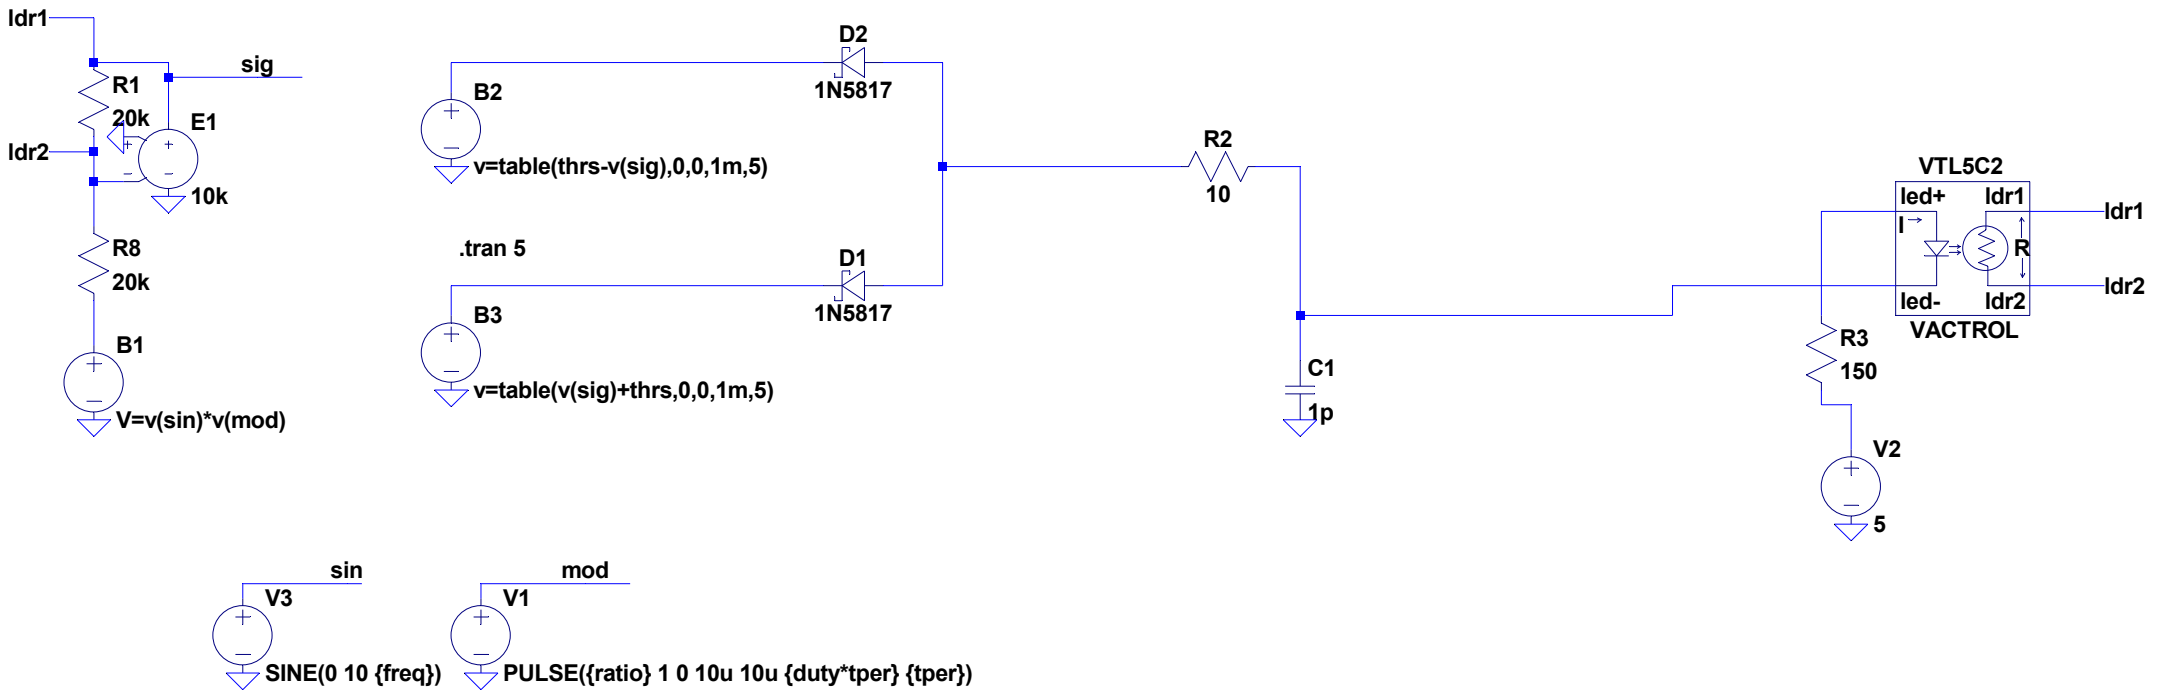 ldr1
sig
R1
20k
E1
ldr2
10k
R8
20k
B1
V=v(sin)*v(mod)
D2
1N5817
B2
v=table(thrs-v(sig),0,0,1m,5)
.tran 5
D1
1N5817
B3
v=table(v(sig)+thrs,0,0,1m,5)
R2
10
C1
1p
VTL5C2
led+
ldr1
I
R
led-
ldr2
VACTROL
ldr1
ldr2
R3
150
V2
5
sin
V3
SINE(0 10 {freq})
mod
V1
PULSE({ratio} 1 0 10u 10u {duty*tper} {tper})